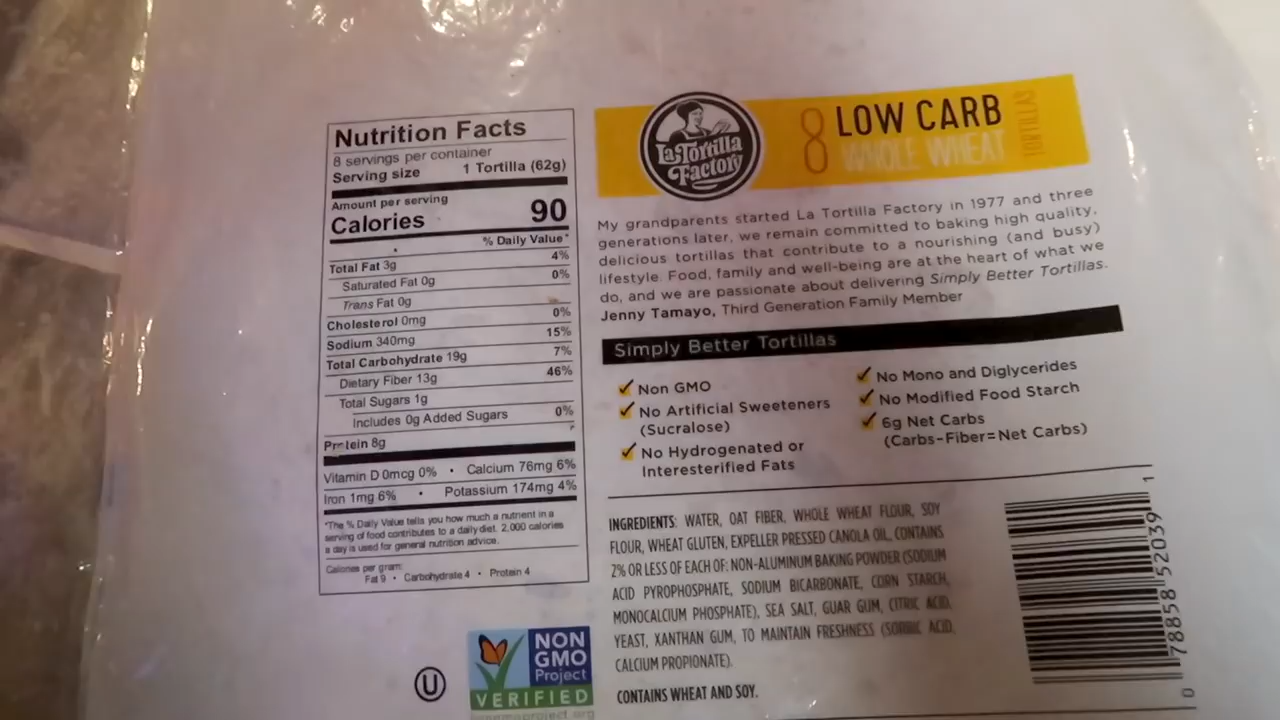 Nutrition Facts
8 servings per container
Serving size 1 Tortilla (62g)
Amount per serving
Calories 90
% Daily Value*
Total Fat 3g 4%
Saturated Fat 0g 0%
Trans Fat 0g
Cholesterol 0mg 0%
Sodium 340mg 15%
Total Carbohydrate 19g 7%
Dietary Fiber 13g 46%
Total Sugars 1g
Includes 0g Added Sugars 0%
Protein 8g
Vitamin D 0mcg 0% • Calcium 76mg 6%
Iron 1mg 6% • Potassium 174mg 4%
*The % Daily Value tells you how much a nutrient in a
serving of food contributes to a daily diet. 2,000 calories
a day is used for general nutrition advice.
Calories per gram:
Fat 9 • Carbohydrate 4 • Protein 4
U
NON
GMO
Project
VERIFIED
nongmoproject.org
La Tortilla
Factory
8 LOW CARB
WHOLE WHEAT
TORTILLAS
My grandparents started La Tortilla Factory in 1977 and three
generations later, we remain committed to baking high quality,
delicious tortillas that contribute to a nourishing (and busy)
lifestyle. Food, family and well-being are at the heart of what we
do, and we are passionate about delivering Simply Better Tortillas.
Jenny Tamayo, Third Generation Family Member
Simply Better Tortillas
Non GMO
No Artificial Sweeteners
(Sucralose)
No Hydrogenated or
Interesterified Fats
No Mono and Diglycerides
No Modified Food Starch
6g Net Carbs
(Carbs-Fiber=Net Carbs)
INGREDIENTS: WATER, OAT FIBER, WHOLE WHEAT FLOUR, SOY
FLOUR, WHEAT GLUTEN, EXPELLER PRESSED CANOLA OIL, CONTAINS
2% OR LESS OF EACH OF: NON-ALUMINUM BAKING POWDER (SODIUM
ACID PYROPHOSPHATE, SODIUM BICARBONATE, CORN STARCH,
MONOCALCIUM PHOSPHATE), SEA SALT, GUAR GUM, CITRIC ACID,
YEAST, XANTHAN GUM, TO MAINTAIN FRESHNESS (SORBIC ACID,
CALCIUM PROPIONATE).
CONTAINS WHEAT AND SOY.
0 78858 52039 1